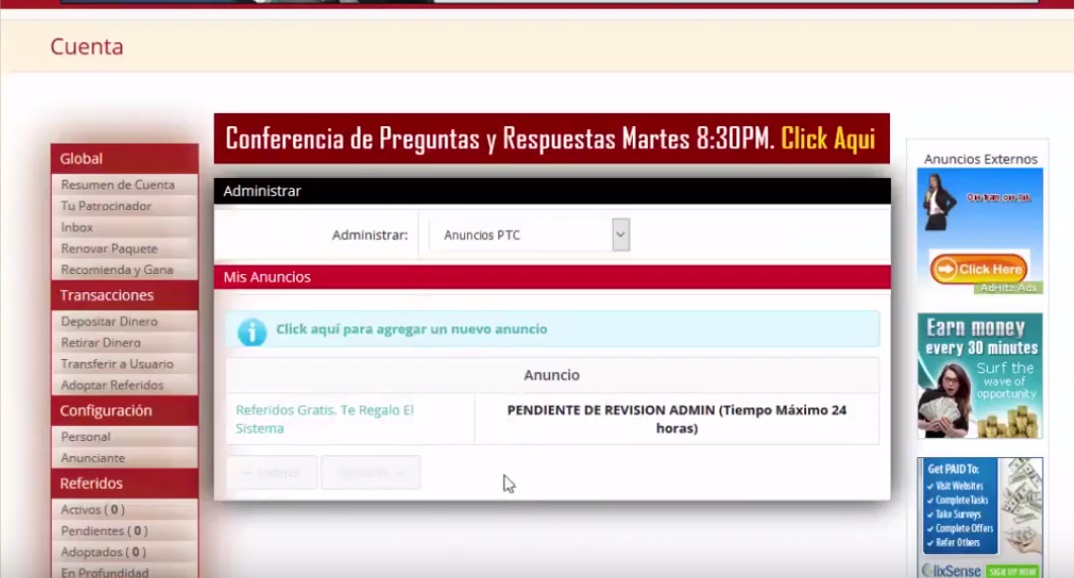 Cuenta
Conferencia de Preguntas y Respuestas Martes 8:30PM. Click Aqui
Global
Resumen de Cuenta
Tu Patrocinador
Inbox
Renovar Paquete
Recomienda y Gana
Transacciones
Depositar Dinero
Retirar Dinero
Transferir a Usuario
Adoptar Referidos
Configuración
Personal
Anunciante
Referidos
Activos ( 0 )
Pendientes ( 0 )
Adoptados ( 0 )
En Profundidad
Administrar
Administrar:
Anuncios PTC
Mis Anuncios
Click aquí para agregar un nuevo anuncio
Anuncio
Referidos Gratis. Te Regalo El
Sistema
PENDIENTE DE REVISION ADMIN (Tiempo Máximo 24
horas)
Anuncios Externos
Click Here
AdHitz Ads
Earn money
every 30 minutes
Surf the
wave of
opportunity
Get PAID To:
Visit Websites
Complete Tasks
Take Surveys
Complete Offers
Refer Others
ClixSense
SIGN UP NOW